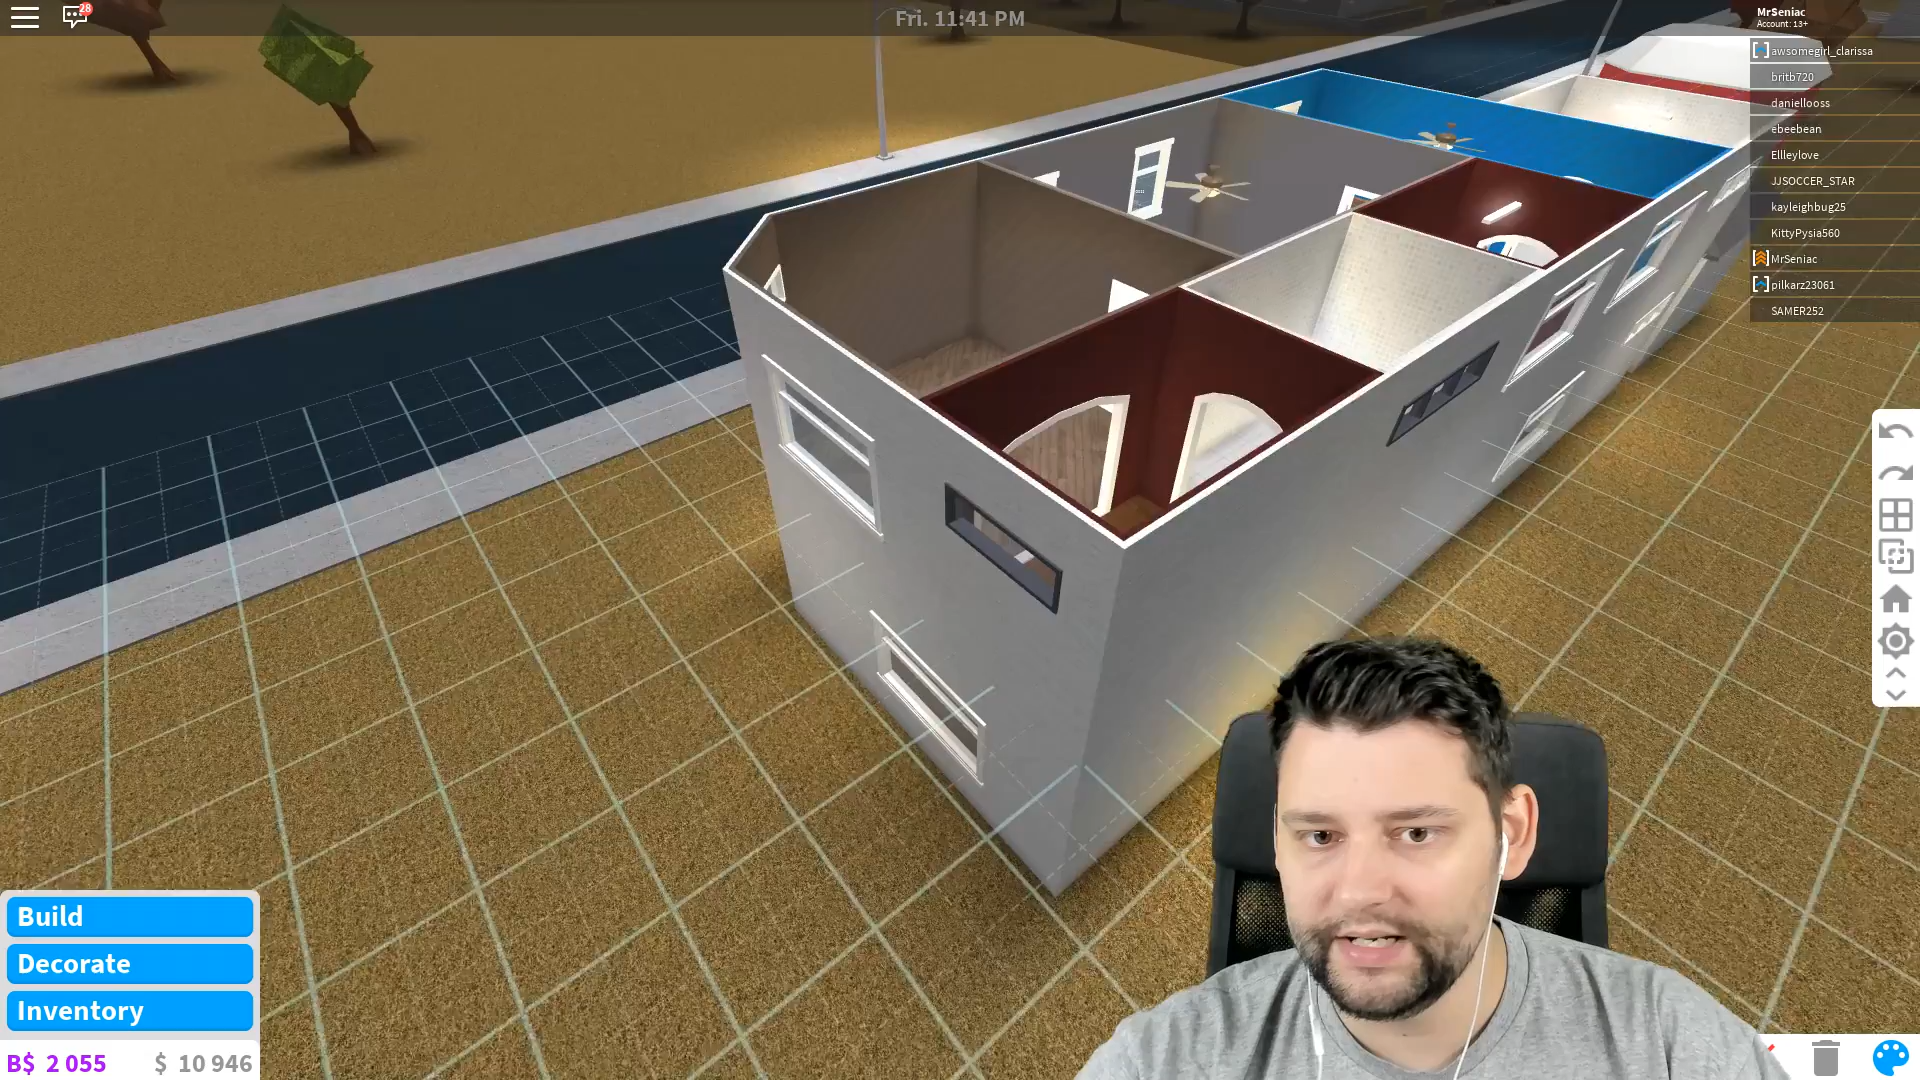 28
Fri. 11:41 PM
MrSeniac
Account: 13+
awsomegirl_clarissa
britb720
daniellooss
ebeebean
Ellleylove
JJSOCCER_STAR
kayleighbug25
KittyPysia560
MrSeniac
pilkarz23061
SAMER252
Build
Decorate
Inventory
B$ 2 055
$ 10 946